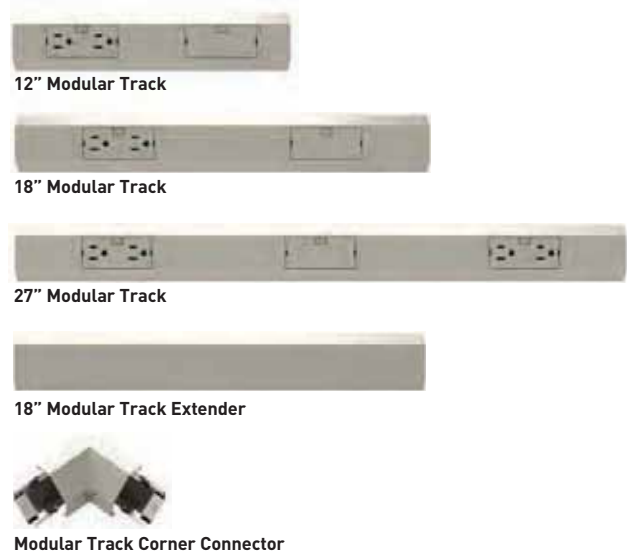 12” Modular Track
18” Modular Track
27” Modular Track
18” Modular Track Extender
Modular Track Corner Connector